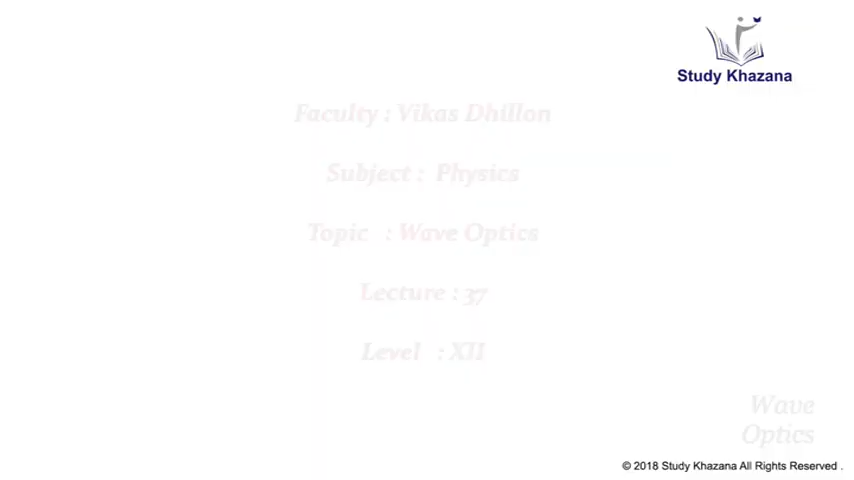 Study Khazana
Faculty : Vikas Dhillon
Subject : Physics
Topic : Wave Optics
Lecture : 37
Level : XII
Wave
Optics
© 2018 Study Khazana All Rights Reserved .